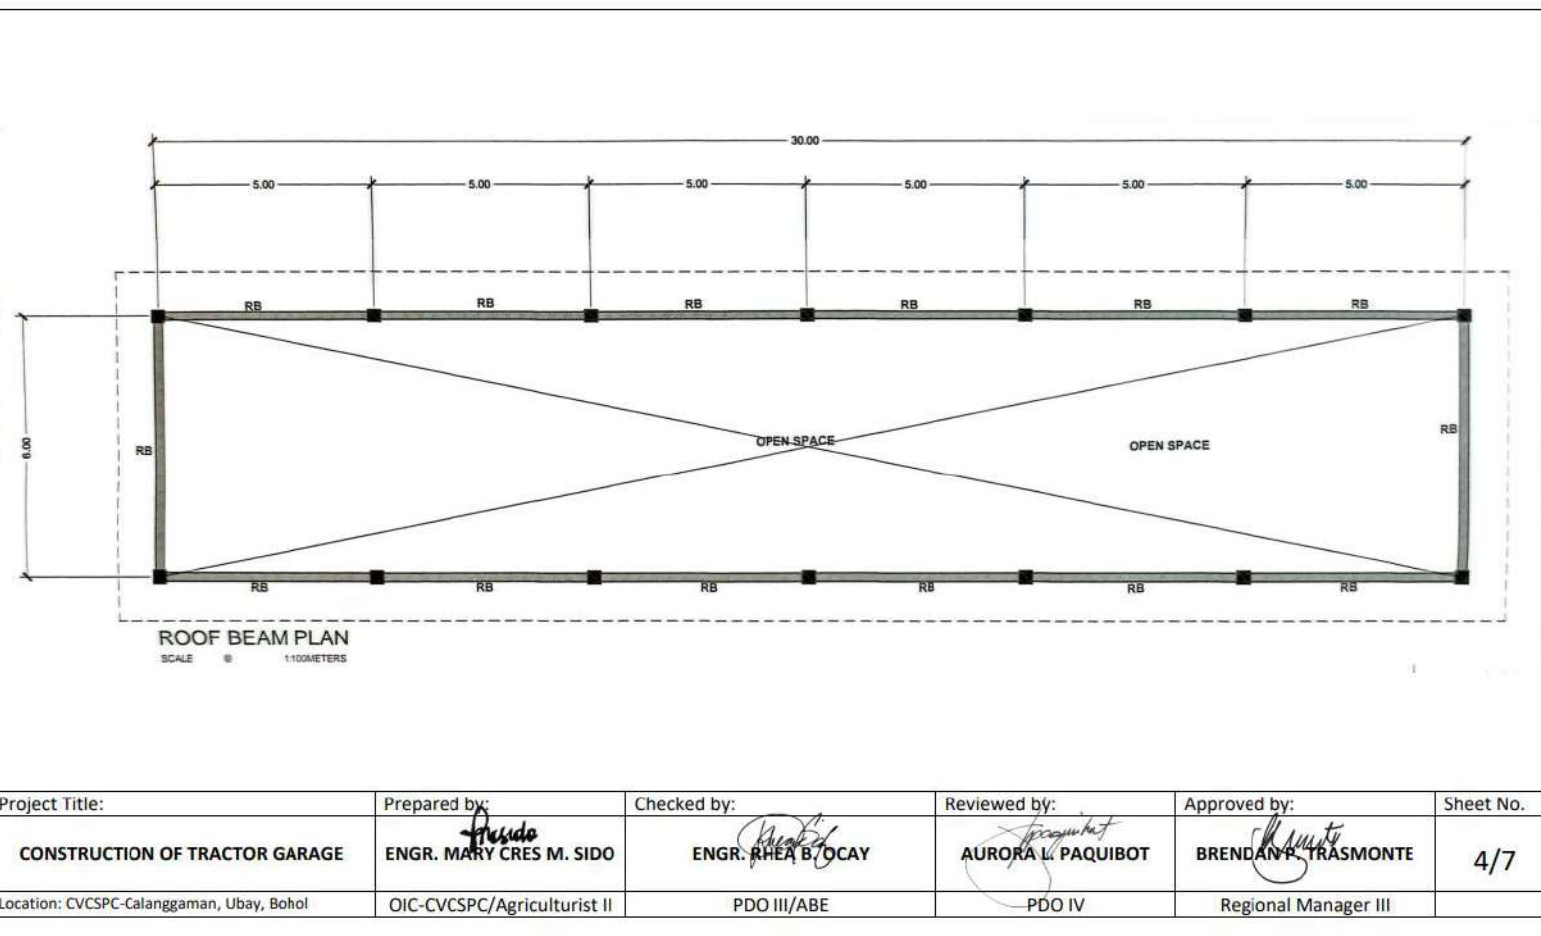 30.00
5.00 5.00 5.00 5.00 5.00 5.00
RB RB RB RB RB RB
6.00
RB
OPEN SPACE
OPEN SPACE
RB
RB RB RB RB RB RB
ROOF BEAM PLAN
SCALE @ 1:100METERS
Project Title: Prepared by: Checked by: Reviewed by: Approved by: Sheet No.
CONSTRUCTION OF TRACTOR GARAGE ENGR. MARY CRES M. SIDO ENGR. RHEA B. OCAY AURORA L. PAQUIBOT BRENDAN P. TRASMONTE 4/7
Location: CVCSPC-Calanggaman, Ubay, Bohol OIC-CVCSPC/Agriculturist II PDO III/ABE PDO IV Regional Manager III